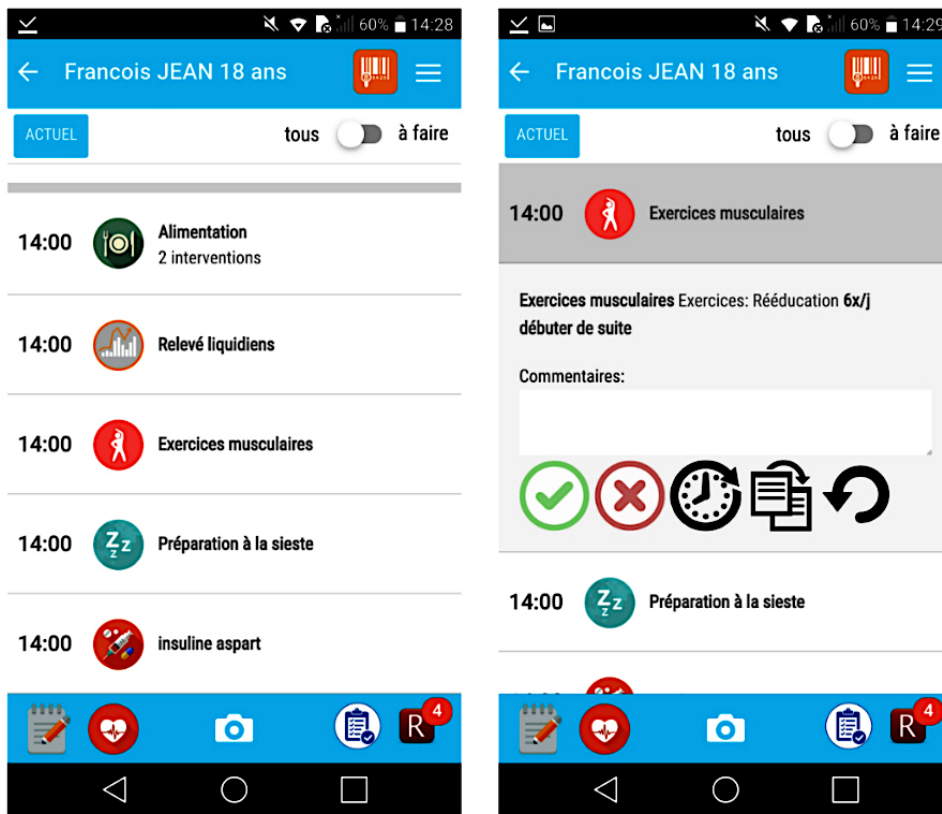 60% 14:28
Francois JEAN 18 ans
ACTUEL
tous à faire
14:00 Alimentation
2 interventions
14:00 Relevé liquidiens
14:00 Exercices musculaires
14:00 Zzz Préparation à la sieste
14:00 insuline aspart
R 4
60% 14:29
Francois JEAN 18 ans
ACTUEL
tous à faire
14:00 Exercices musculaires
Exercices musculaires Exercices: Rééducation 6x/j
débuter de suite
Commentaires:
14:00 Zzz Préparation à la sieste
R 4